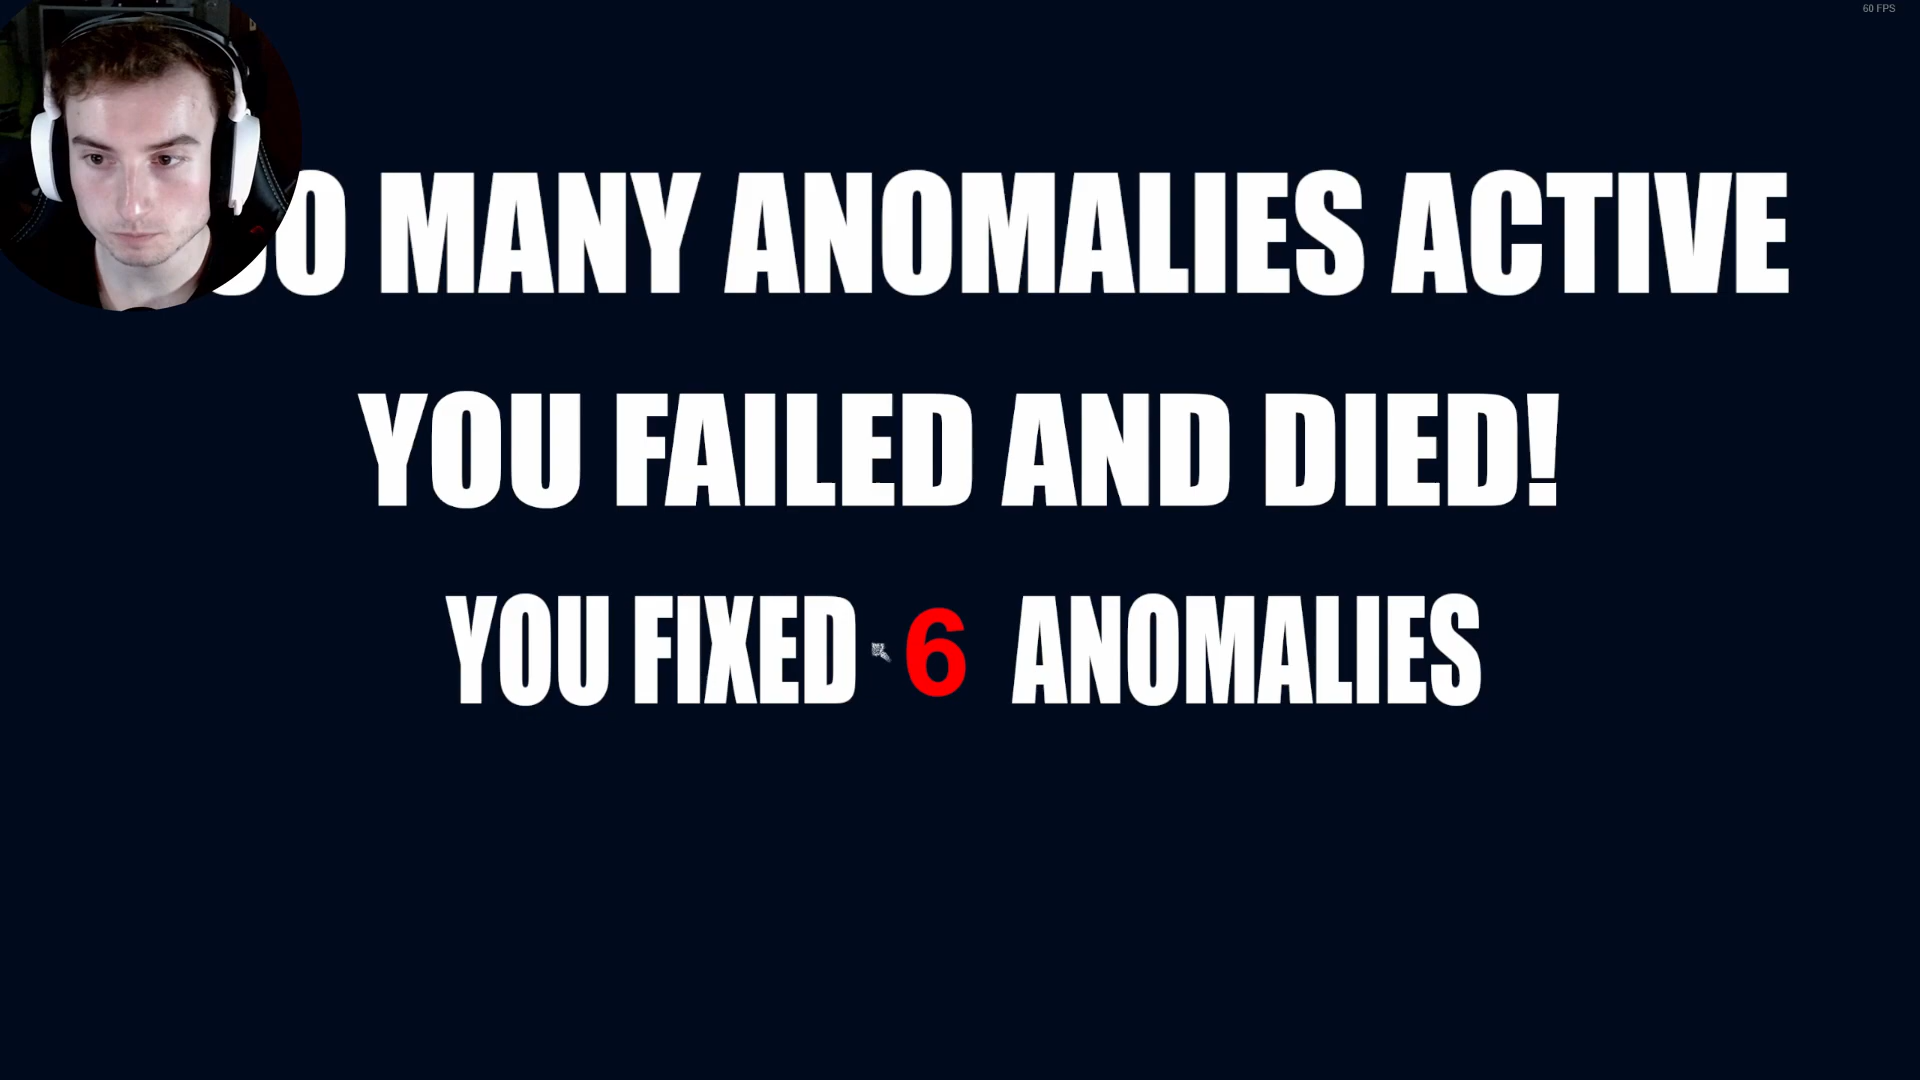 60 FPS
MANY ANOMALIES ACTIVE
YOU FAILED AND DIED!
YOU FIXED 6 ANOMALIES